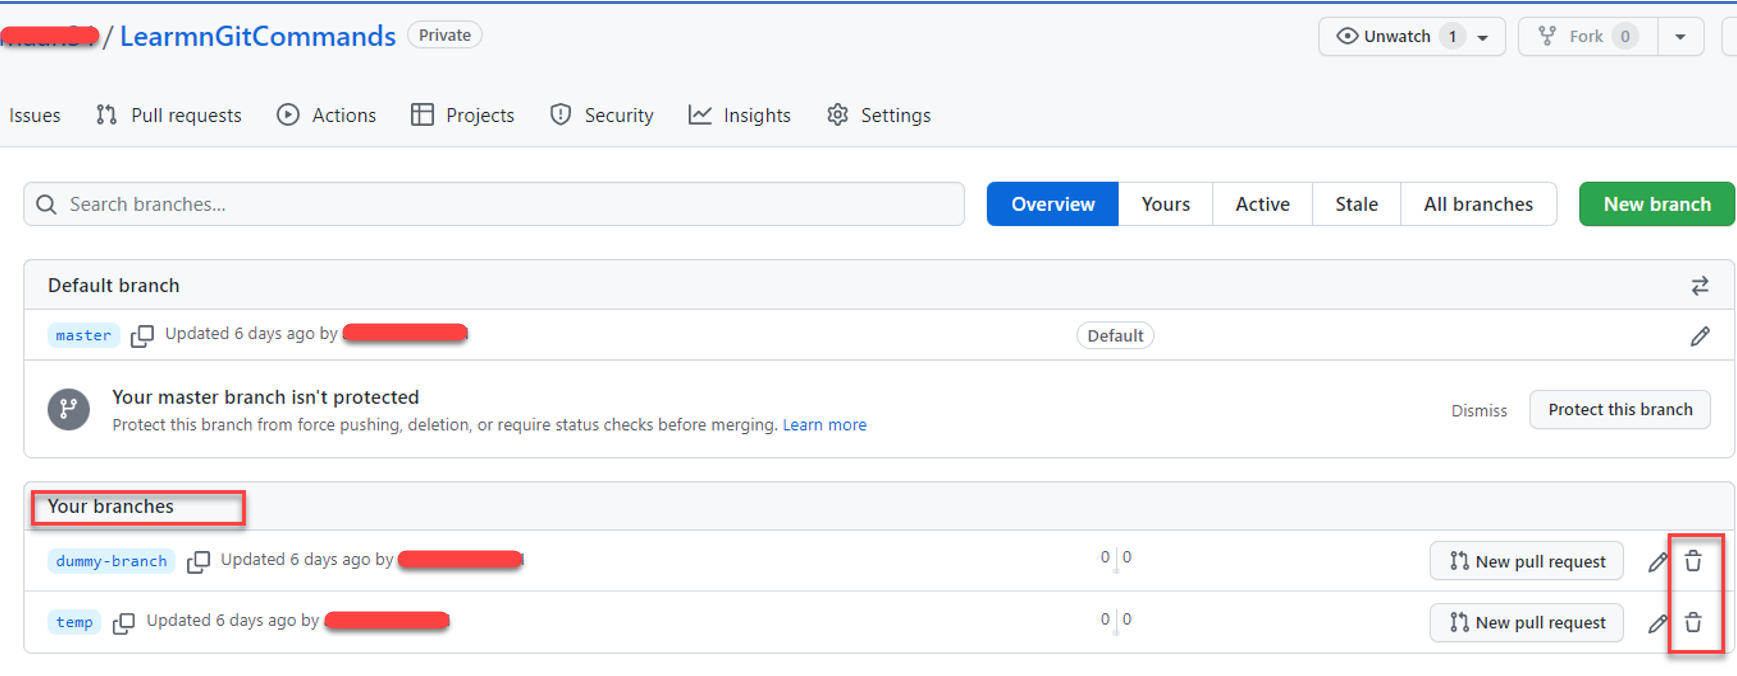 / LearmnGitCommands Private
Unwatch 1 Fork 0
Issues Pull requests Actions Projects Security Insights Settings
Search branches... Overview Yours Active Stale All branches New branch
Default branch
master Updated 6 days ago by Default
Your master branch isn't protected
Protect this branch from force pushing, deletion, or require status checks before merging. Learn more
Dismiss Protect this branch
Your branches
dummy-branch Updated 6 days ago by 0 0 New pull request
temp Updated 6 days ago by 0 0 New pull request